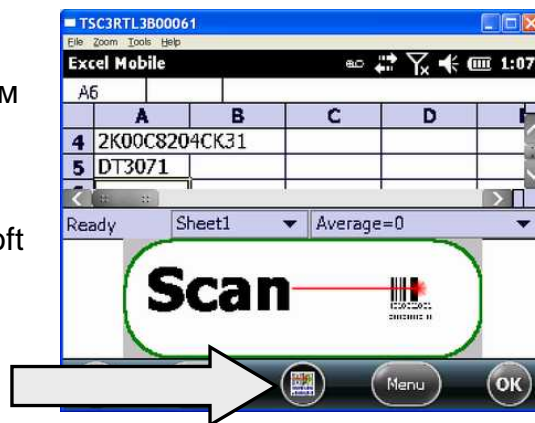 TSC3RTL3B00061
File Zoom Tools Help
Excel Mobile 1:07
A6
A B C D
4 2K00C8204CK31
5 DT3071
Ready Sheet1 Average=0
oft
Scan
Menu OK